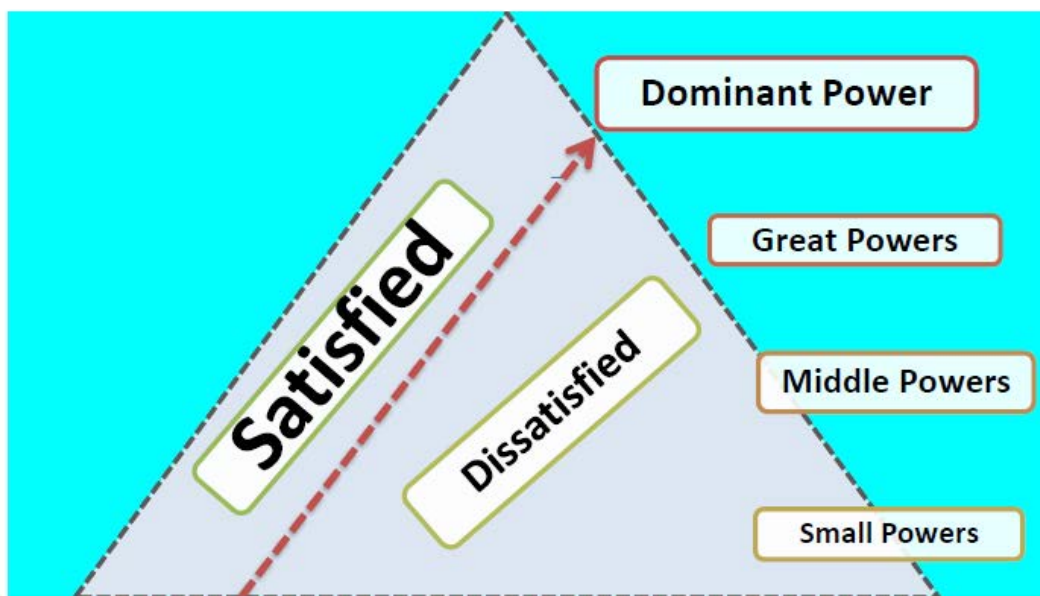 Dominant Power
Great Powers
Satisfied
Dissatisfied
Middle Powers
Small Powers